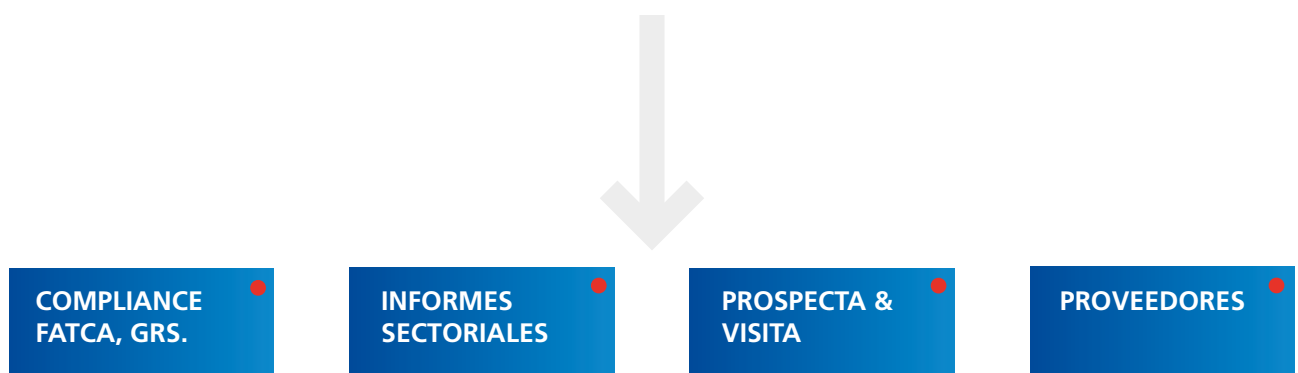 COMPLIANCE
FATCA, GRS.
INFORMES
SECTORIALES
PROSPECTA &
VISITA
PROVEEDORES